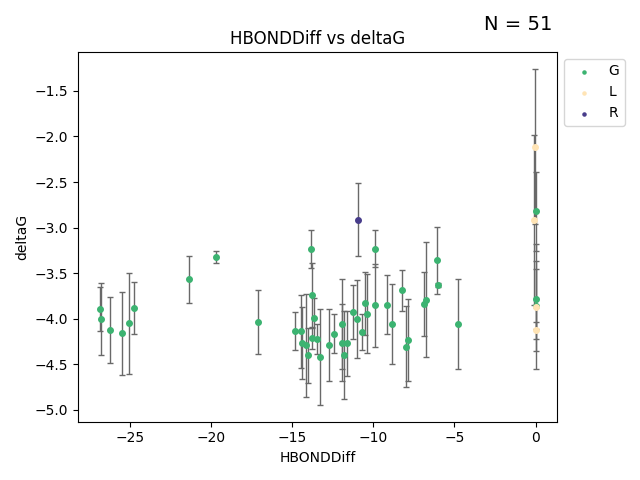 N = 51
HBONDDiff vs deltaG
G
L
R
−1.5
−2.0
−2.5
−3.0
−3.5
−4.0
−4.5
−5.0
deltaG
−25 −20 −15 −10 −5 0
HBONDDiff